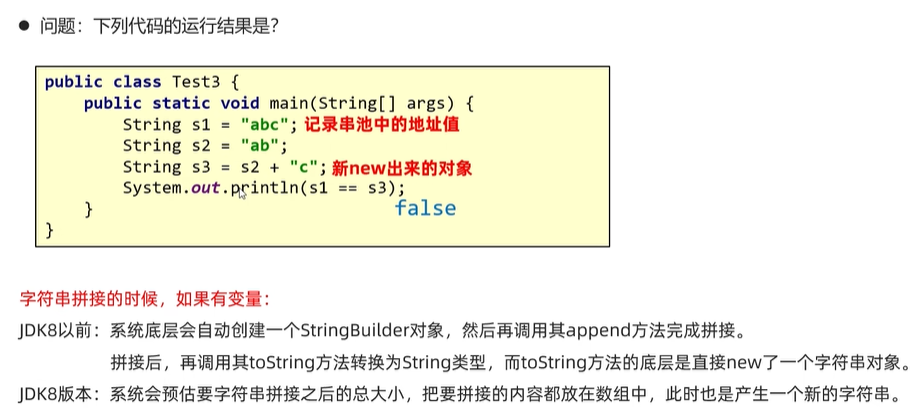 ● 问题：下列代码的运行结果是？
public class Test3 {
public static void main(String[] args) {
String s1 = "abc"; 记录串池中的地址值
String s2 = "ab";
String s3 = s2 + "c"; 新new出来的对象
System.out.println(s1 == s3);
} false
}
字符串拼接的时候，如果有变量：
JDK8以前：系统底层会自动创建一个StringBuilder对象，然后再调用其append方法完成拼接。
拼接后，再调用其toString方法转换为String类型，而toString方法的底层是直接new了一个字符串对象。
JDK8版本：系统会预估要字符串拼接之后的总大小，把要拼接的内容都放在数组中，此时也是产生一个新的字符串。